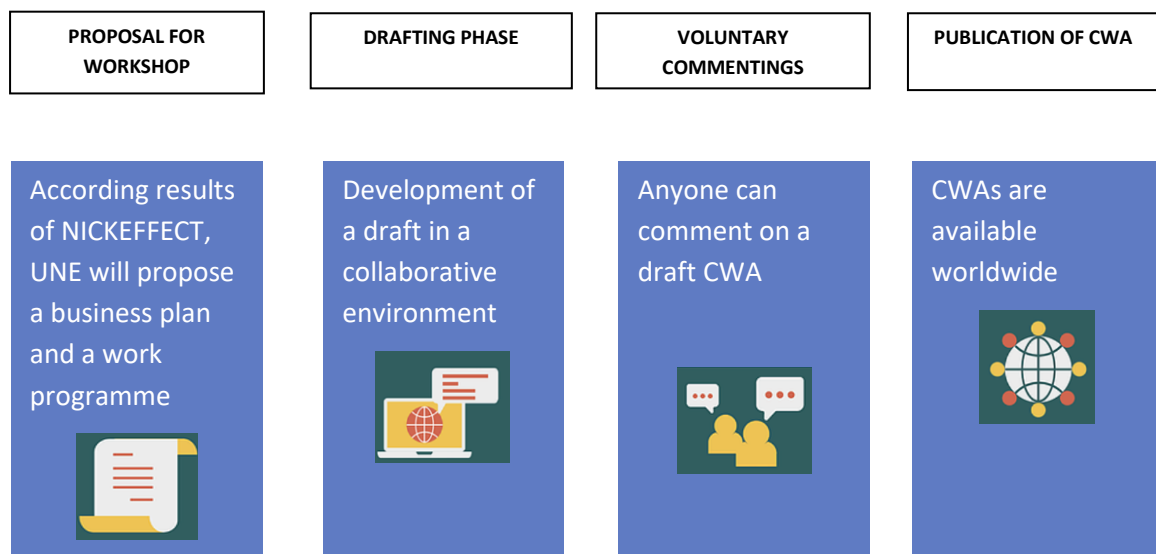 PROPOSAL FOR
WORKSHOP
DRAFTING PHASE
VOLUNTARY
COMMENTINGS
PUBLICATION OF CWA
According results
of NICKEFFECT,
UNE will propose
a business plan
and a work
programme
Development of
a draft in a
collaborative
environment
Anyone can
comment on a
draft CWA
CWAs are
available
worldwide